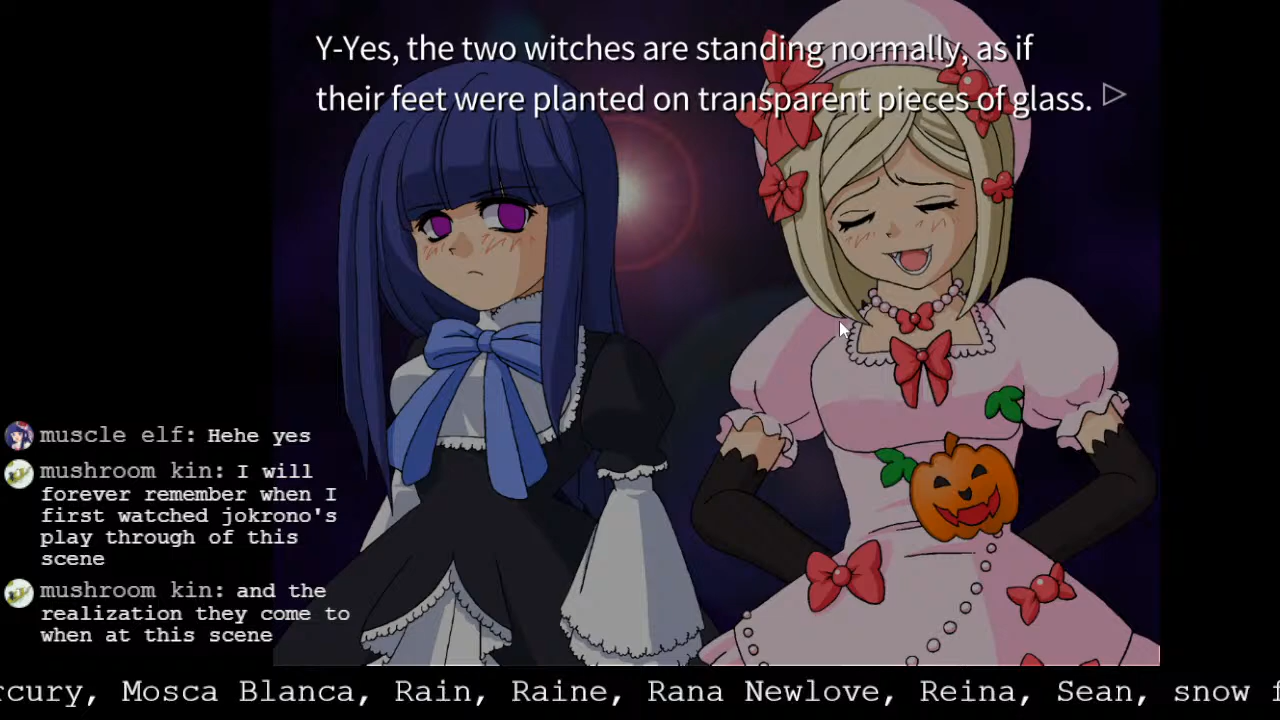 Y-Yes, the two witches are standing normally, as if
their feet were planted on transparent pieces of glass.
muscle elf: Hehe yes
mushroom kin: I will
forever remember when I
first watched jokrono's
play through of this
scene
mushroom kin: and the
realization they come to
when at this scene
rcury, Mosca Blanca, Rain, Raine, Rana Newlove, Reina, Sean, snow f